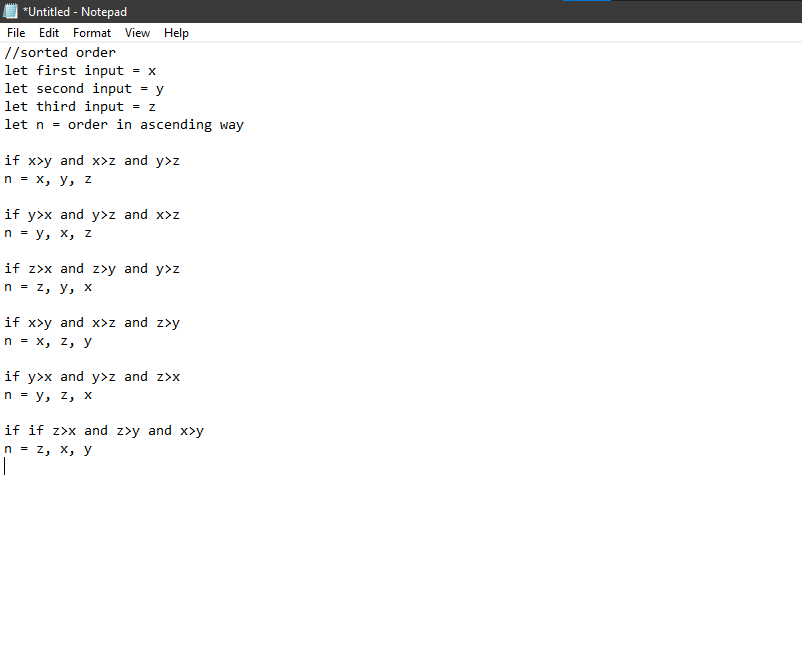 *Untitled - Notepad
File Edit Format View Help
//sorted order
let first input = x
let second input = y
let third input = z
let n = order in ascending way
if x>y and x>z and y>z
n = x, y, z
if y>x and y>z and x>z
n = y, x, z
if z>x and z>y and y>z
n = z, y, x
if x>y and x>z and z>y
n = x, z, y
if y>x and y>z and z>x
n = y, z, x
if if z>x and z>y and x>y
n = z, x, y